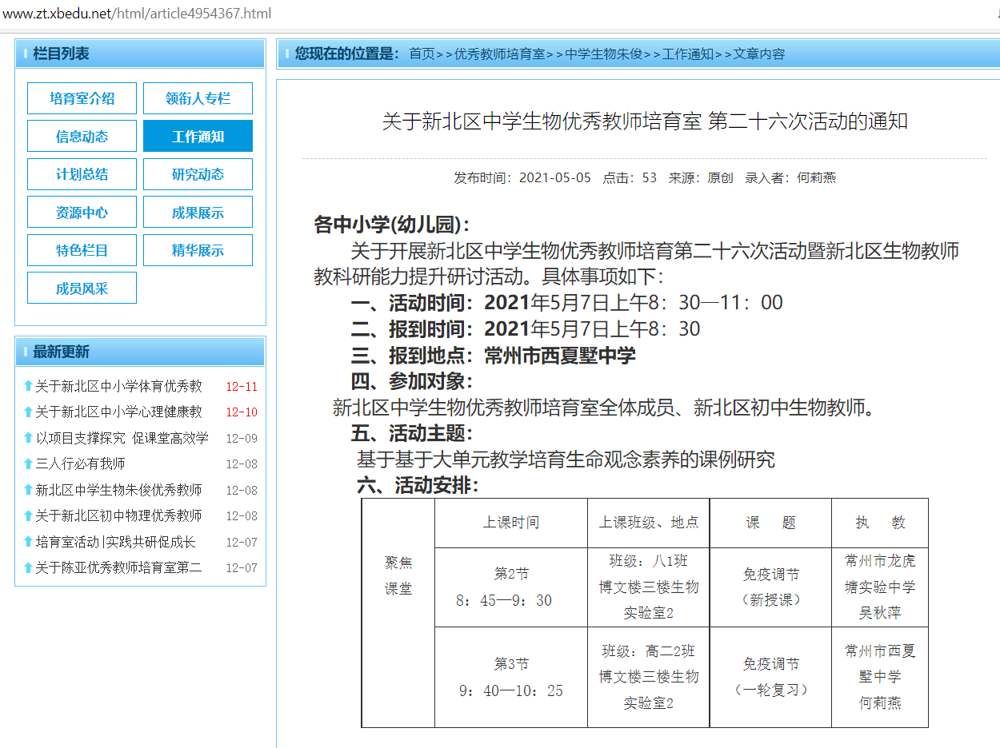 www.zt.xbedu.net/html/article4954367.html
栏目列表
培育室介绍
领衔人专栏
信息动态
工作通知
计划总结
研究动态
资源中心
成果展示
特色栏目
精华展示
成员风采
最新更新
关于新北区中小学体育优秀教 12-11
关于新北区中小学心理健康教 12-10
以项目支撑探究 促课堂高效学 12-09
三人行必有我师 12-08
新北区中学生物朱俊优秀教师 12-08
关于新北区初中物理优秀教师 12-08
培育室活动|实践共研促成长 12-07
关于陈亚优秀教师培育室第二 12-07
您现在的位置是： 首页>>优秀教师培育室>>中学生物朱俊>>工作通知>>文章内容
关于新北区中学生物优秀教师培育室 第二十六次活动的通知
发布时间：2021-05-05 点击：53 来源：原创 录入者：何莉燕
各中小学(幼儿园)：
关于开展新北区中学生物优秀教师培育第二十六次活动暨新北区生物教师
教科研能力提升研讨活动。具体事项如下：
一、活动时间：2021年5月7日上午8：30—11：00
二、报到时间：2021年5月7日上午8：30
三、报到地点：常州市西夏墅中学
四、参加对象：
新北区中学生物优秀教师培育室全体成员、新北区初中生物教师。
五、活动主题：
基于基于大单元教学培育生命观念素养的课例研究
六、活动安排：
聚焦
课堂
上课时间
上课班级、地点
课 题
执 教
第2节
8：45—9：30
班级：八1班
博文楼三楼生物
实验室2
免疫调节
（新授课）
常州市龙虎
塘实验中学
吴秋萍
第3节
9：40—10：25
班级：高二2班
博文楼三楼生物
实验室2
免疫调节
（一轮复习）
常州市西夏
墅中学
何莉燕